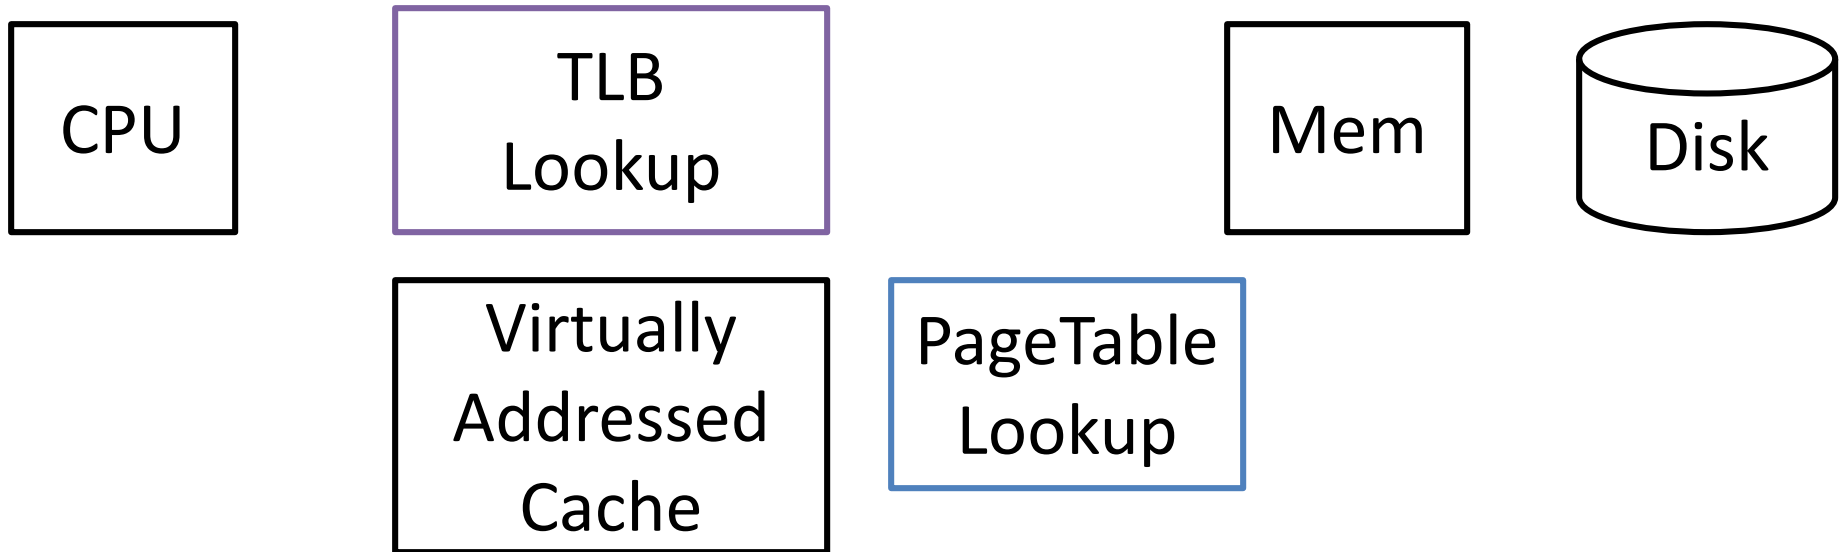 CPU
TLB
Lookup
Mem
Disk
Virtually
Addressed
Cache
PageTable
Lookup